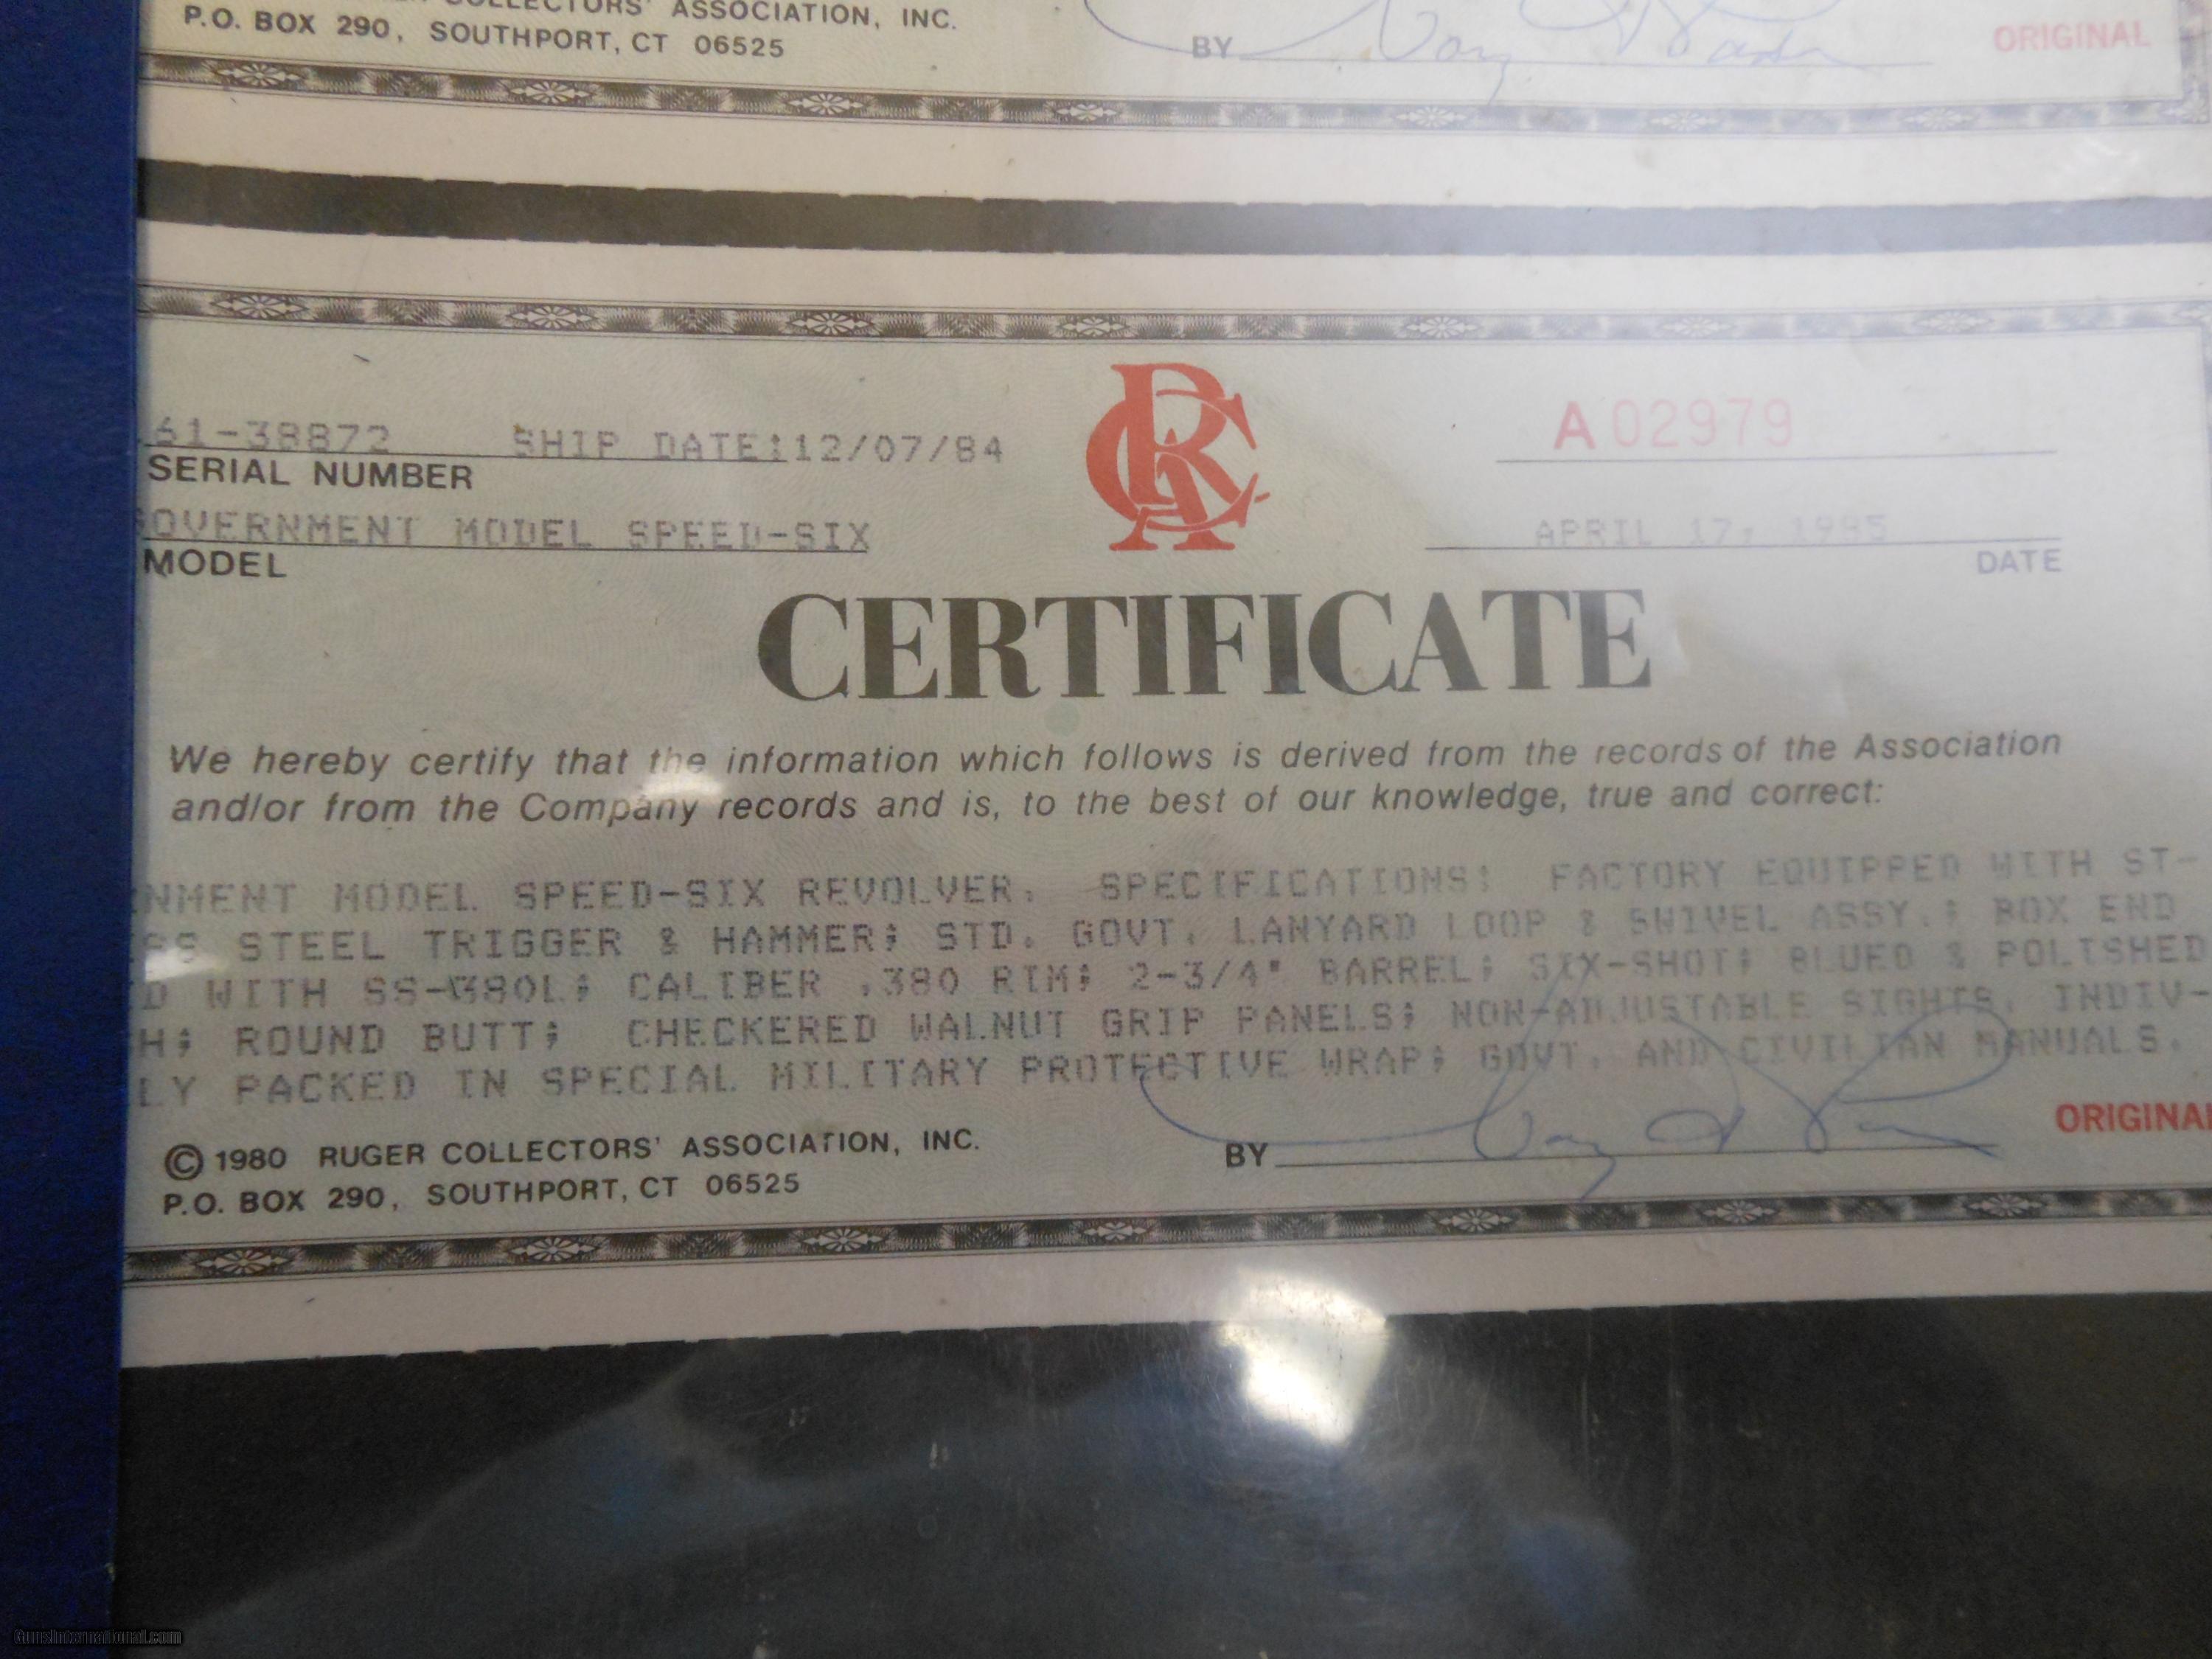 COLLECTORS' ASSOCIATION, INC.
P.O. BOX 290, SOUTHPORT, CT 06525
BY
ORIGINAL
61-38872 SHIP DATE:12/07/84
SERIAL NUMBER
A 02979
OVERNMENT MODEL SPEED-SIX
MODEL
APRIL 17,
DATE
RCA
CERTIFICATE
We hereby certify that the information which follows is derived from the records of the Association
and/or from the Company records and is, to the best of our knowledge, true and correct:
NMENT MODEL SPEED-SIX REVOLVER. SPECIFICATIONS: FACTORY EQUIPPED WITH ST-
SS STEEL TRIGGER & HAMMER; STD. GOVT. LANYARD LOOP & SWIVEL ASSY.; BOX END
D WITH SS-380L; CALIBER .380 RIM; 2-3/4" BARREL; SIX-SHOT; BLUED & POLISHED
H; ROUND BUTT; CHECKERED WALNUT GRIP PANELS; NON-ADJUSTABLE SIGHTS. INDIV-
LY PACKED IN SPECIAL MILITARY PROTECTIVE WRAP; GOVT. AND CIVILIAN MANUALS.
© 1980 RUGER COLLECTORS' ASSOCIATION, INC.
P.O. BOX 290, SOUTHPORT, CT 06525
BY
ORIGINAL
GunsInternational.com